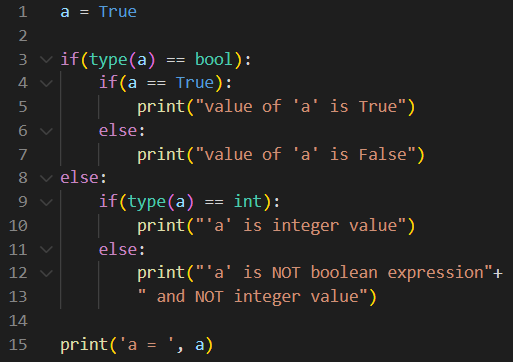 1 a = True
2
3 if(type(a) == bool):
4     if(a == True):
5         print("value of 'a' is True")
6     else:
7         print("value of 'a' is False")
8 else:
9     if(type(a) == int):
10         print("'a' is integer value")
11     else:
12         print("'a' is NOT boolean expression"+
13         " and NOT integer value")
14
15 print('a = ', a)